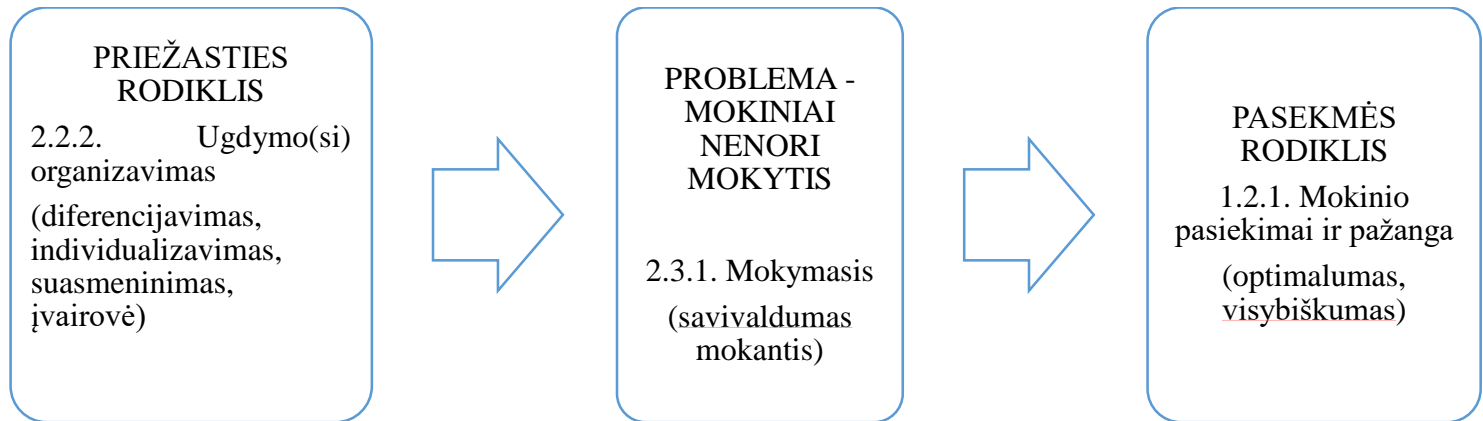 PRIEŽASTIES
RODIKLIS
2.2.2. Ugdymo(si)
organizavimas
(diferencijavimas,
individualizavimas,
suasmeninimas,
įvairovė)
PROBLEMA -
MOKINIAI
NENORI
MOKYTIS
2.3.1. Mokymasis
(savivaldumas
mokantis)
PASEKMĖS
RODIKLIS
1.2.1. Mokinio
pasiekimai ir pažanga
(optimalumas,
visybiškumas)